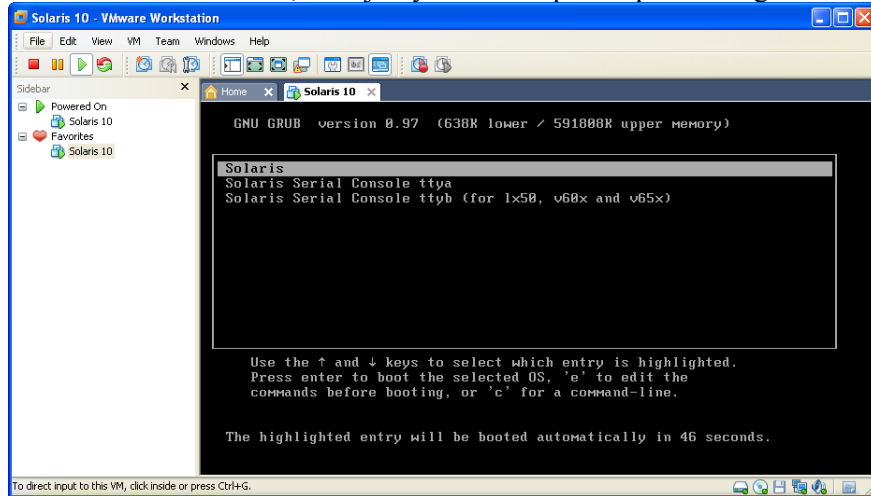 Solaris 10 - VMware Workstation
File Edit View VM Team Windows Help
Sidebar
Powered On
Solaris 10
Favorites
Solaris 10
Home Solaris 10
GNU GRUB version 0.97 (638K lower / 591808K upper memory)
Solaris
Solaris Serial Console ttya
Solaris Serial Console ttyb (for lx50, v60x and v65x)
Use the ↑ and ↓ keys to select which entry is highlighted.
Press enter to boot the selected OS, 'e' to edit the
commands before booting, or 'c' for a command-line.
The highlighted entry will be booted automatically in 46 seconds.
To direct input to this VM, click inside or press Ctrl+G.